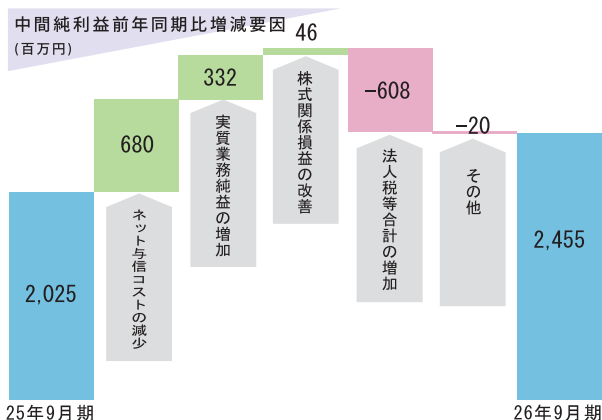 中間純利益前年同期比増減要因
(百万円)
2,025
680
332
46
-608
-20
2,455
ネット与信コストの減少
実質業務純益の増加
株式関係損益の改善
法人税等合計の増加
その他
25年9月期
26年9月期